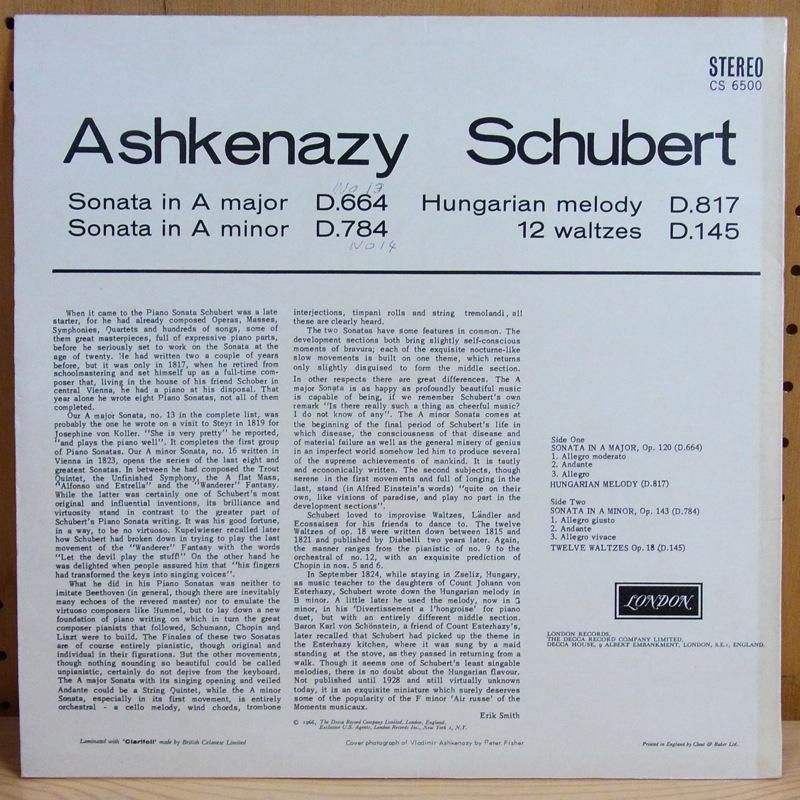 STEREO
CS 6500
Ashkenazy Schubert
No 13
Sonata in A major D.664 Hungarian melody D.817
Sonata in A minor D.784 12 waltzes D.145
No 14
When it came to the Piano Sonata Schubert was a late
starter, for he had already composed Operas, Masses,
Symphonies, Quartets and hundreds of songs, some of
them great masterpieces, full of expressive piano parts,
before he seriously set to work on the Sonata at the
age of twenty. He had written two a couple of years
before, but it was only in 1817, when he retired from
schoolmastering and set himself up as a full-time com-
poser that, living in the house of his friend Schober in
central Vienna, he had a piano at his disposal. That
year alone he wrote eight Piano Sonatas, not all of them
completed.
Our A major Sonata, no. 13 in the complete list, was
probably the one he wrote on a visit to Steyr in 1819 for
Josephine von Koller. "She is very pretty" he reported,
"and plays the piano well". It completes the first group
of Piano Sonatas. Our A minor Sonata, no. 16 written in
Vienna in 1823, opens the series of the last eight and
greatest Sonatas. In between he had composed the Trout
Quintet, the Unfinished Symphony, the A flat Mass,
"Alfonso und Estrella" and the "Wanderer" Fantasy.
While the latter was certainly one of Schubert's most
original and influential inventions, its brilliance and
virtuosity stand in contrast to the greater part of
Schubert's Piano Sonata writing. It was his good fortune,
in a way, to be no virtuoso. Kupelwieser recalled later
how Schubert had broken down in trying to play the last
movement of the "Wanderer" Fantasy with the words
"Let the devil play the stuff!" On the other hand he
was delighted when people assured him that "his fingers
had transformed the keys into singing voices".
What he did in his Piano Sonatas was neither to
imitate Beethoven (in general, though there are inevitably
many echoes of the revered master) nor to emulate the
virtuoso composers like Hummel, but to lay down a new
foundation of piano writing on which in turn the great
composer pianists that followed, Schumann, Chopin and
Liszt were to build. The Finales of these two Sonatas
are of course entirely pianistic, though original and
individual in their figuration. But the other movements,
though nothing sounding so beautiful could be called
unpianistic, certainly do not derive from the keyboard.
The A major Sonata with its singing opening and veiled
Andante could be a String Quintet, while the A minor
Sonata, especially in its first movement, is entirely
orchestral - a cello melody, wind chords, trombone
interjections, timpani rolls and string tremolandi, all
these are clearly heard.
The two Sonatas have some features in common. The
development sections both bring slightly self-conscious
moments of bravura; each of the exquisite nocturne-like
slow movements is built on one theme, which returns
only slightly disguised to form the middle section.
In other respects there are great differences. The A
major Sonata is as happy as profoundly beautiful music
is capable of being, if we remember Schubert's own
remark "Is there really such a thing as cheerful music?
I do not know of any". The A minor Sonata comes at
the beginning of the final period of Schubert's life in
which disease, the consciousness of that disease and
of material failure as well as the general misery of genius
in an imperfect world somehow led him to produce several
of the supreme achievements of mankind. It is tautly
and economically written. The second subjects, though
serene in the first movements and full of longing in the
last, stand (in Alfred Einstein's words) "quite on their
own, like visions of paradise, and play no part in the
development sections".
Schubert loved to improvise Waltzes, Ländler and
Ecossaises for his friends to dance to. The twelve
Waltzes of op. 18 were written down between 1815 and
1821 and published by Diabelli two years later. Again,
the manner ranges from the pianistic of no. 9 to the
orchestral of no. 12, with an exquisite prediction of
Chopin in nos. 5 and 6.
In September 1824, while staying in Zseliz, Hungary,
as music teacher to the daughters of Count Johann von
Esterhazy, Schubert wrote down the Hungarian melody in
B minor. A little later he used the melody, now in G
minor, in his 'Divertissement a l'hongroise' for piano
duet, but with an entirely different middle section.
Baron Karl von Schönstein, a friend of Count Esterhazy's,
later recalled that Schubert had picked up the theme in
the Esterhazy kitchen, where it was sung by a maid
standing at the stove, as they passed in returning from a
walk. Though it seems one of Schubert's least singable
melodies, there is no doubt about the Hungarian flavour.
Not published until 1928 and still virtually unknown
today, it is an exquisite miniature which surely deserves
some of the popularity of the F minor 'Air russe' of the
Moments musicaux.
Erik Smith
© 1966, The Decca Record Company Limited, London, England.
Exclusive U.S. Agents, London Records Inc., New York 1, N.Y.
Side One
SONATA IN A MAJOR, Op. 120 (D.664)
1. Allegro moderato
2. Andante
3. Allegro
HUNGARIAN MELODY (D.817)
Side Two
SONATA IN A MINOR, Op. 143 (D.784)
1. Allegro giusto
2. Andante
3. Allegro vivace
TWELVE WALTZES Op. 18 (D.145)
LONDON
LONDON RECORDS,
THE DECCA RECORD COMPANY LIMITED,
DECCA HOUSE, 9 ALBERT EMBANKMENT, LONDON, S.E.1, ENGLAND.
Laminated with 'Clarifoil' made by British Celanese Limited
Cover photograph of Vladimir Ashkenazy by Peter Fisher
Printed in England by Clout & Baker Ltd.